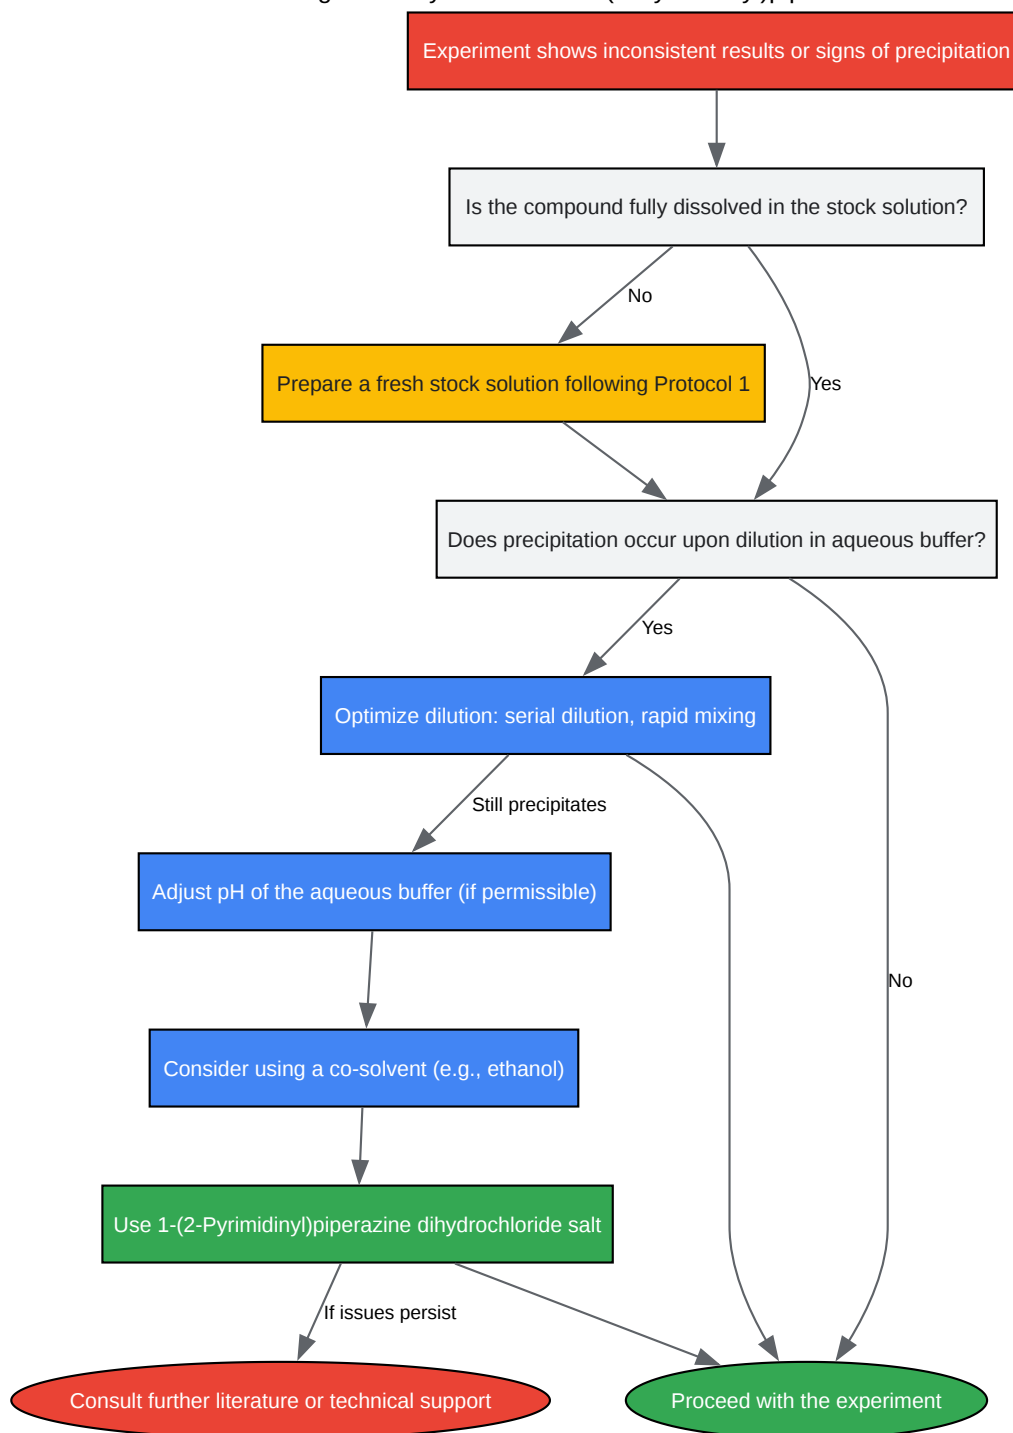 Experiment shows inconsistent results or signs of precipitation
Is the compound fully dissolved in the stock solution?
No
Prepare a fresh stock solution following Protocol 1
Yes
Does precipitation occur upon dilution in aqueous buffer?
Yes
Optimize dilution: serial dilution, rapid mixing
Still precipitates
Adjust pH of the aqueous buffer (if permissible)
No
Consider using a co-solvent (e.g., ethanol)
Use 1-(2-Pyrimidinyl)piperazine dihydrochloride salt
If issues persist
Consult further literature or technical support
Proceed with the experiment